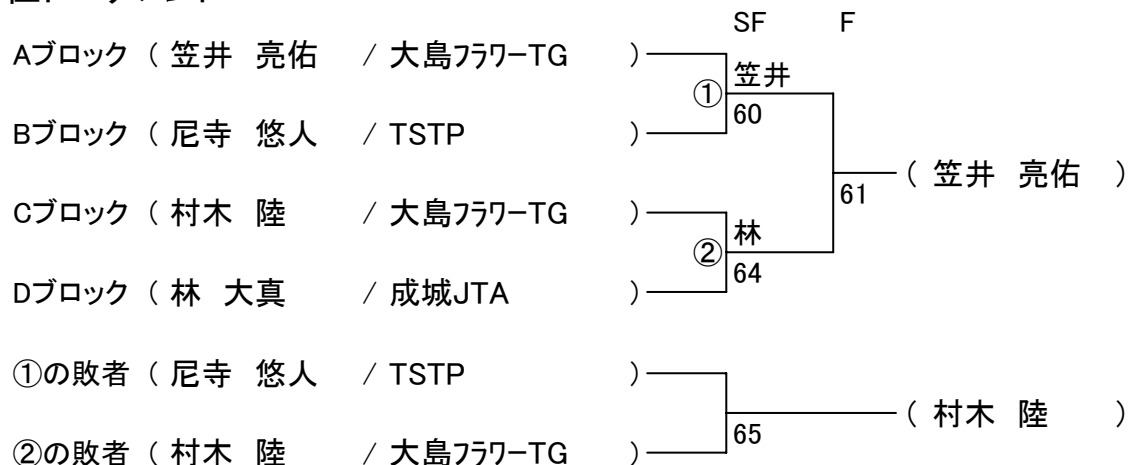 SF F
Aブロック ( 笠井 亮佑 / 大島フラワーTG )
笠井
①
60
Bブロック ( 尼寺 悠人 / TSTP )
( 笠井 亮佑 )
61
Cブロック ( 村木 陸 / 大島フラワーTG )
林
②
64
Dブロック ( 林 大真 / 成城JTA )
①の敗者 ( 尼寺 悠人 / TSTP )
( 村木 陸 )
65
②の敗者 ( 村木 陸 / 大島フラワーTG )